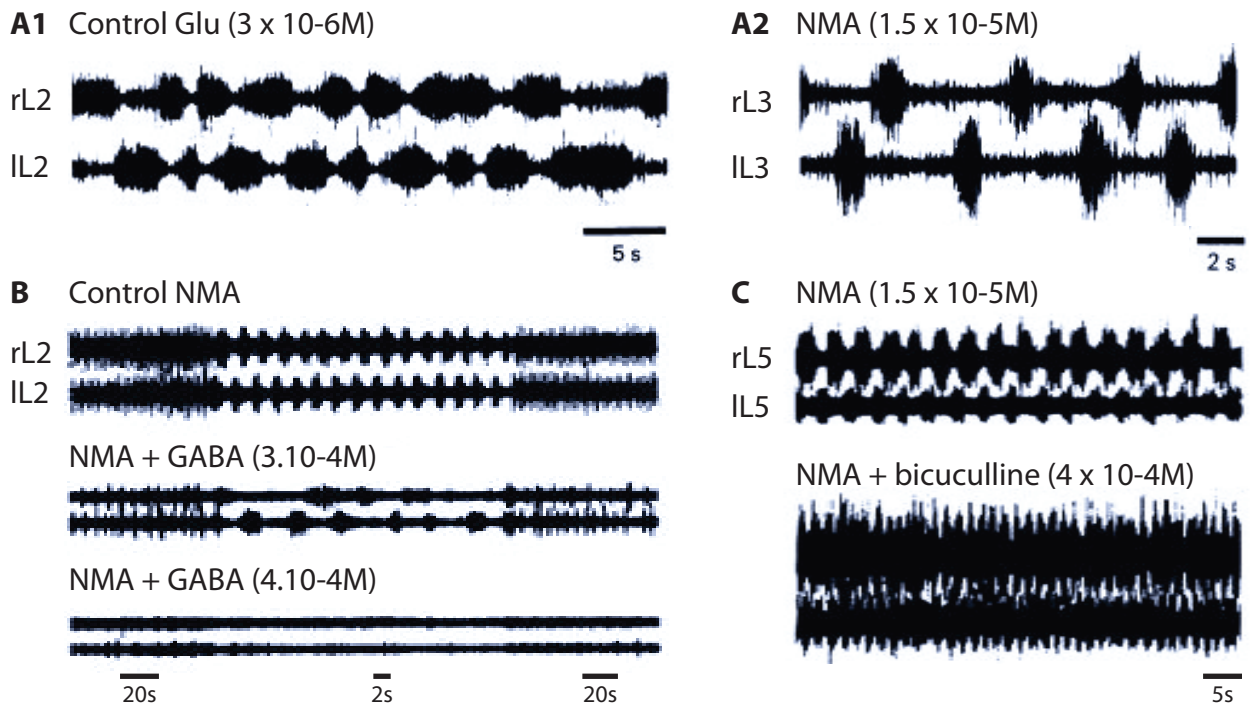 A1 Control Glu (3 x 10-6M)
rL2
lL2
5 s
A2 NMA (1.5 x 10-5M)
rL3
lL3
2 s
B Control NMA
rL2
lL2
NMA + GABA (3.10-4M)
NMA + GABA (4.10-4M)
20s 2s 20s
C NMA (1.5 x 10-5M)
rL5
lL5
NMA + bicuculline (4 x 10-4M)
5s